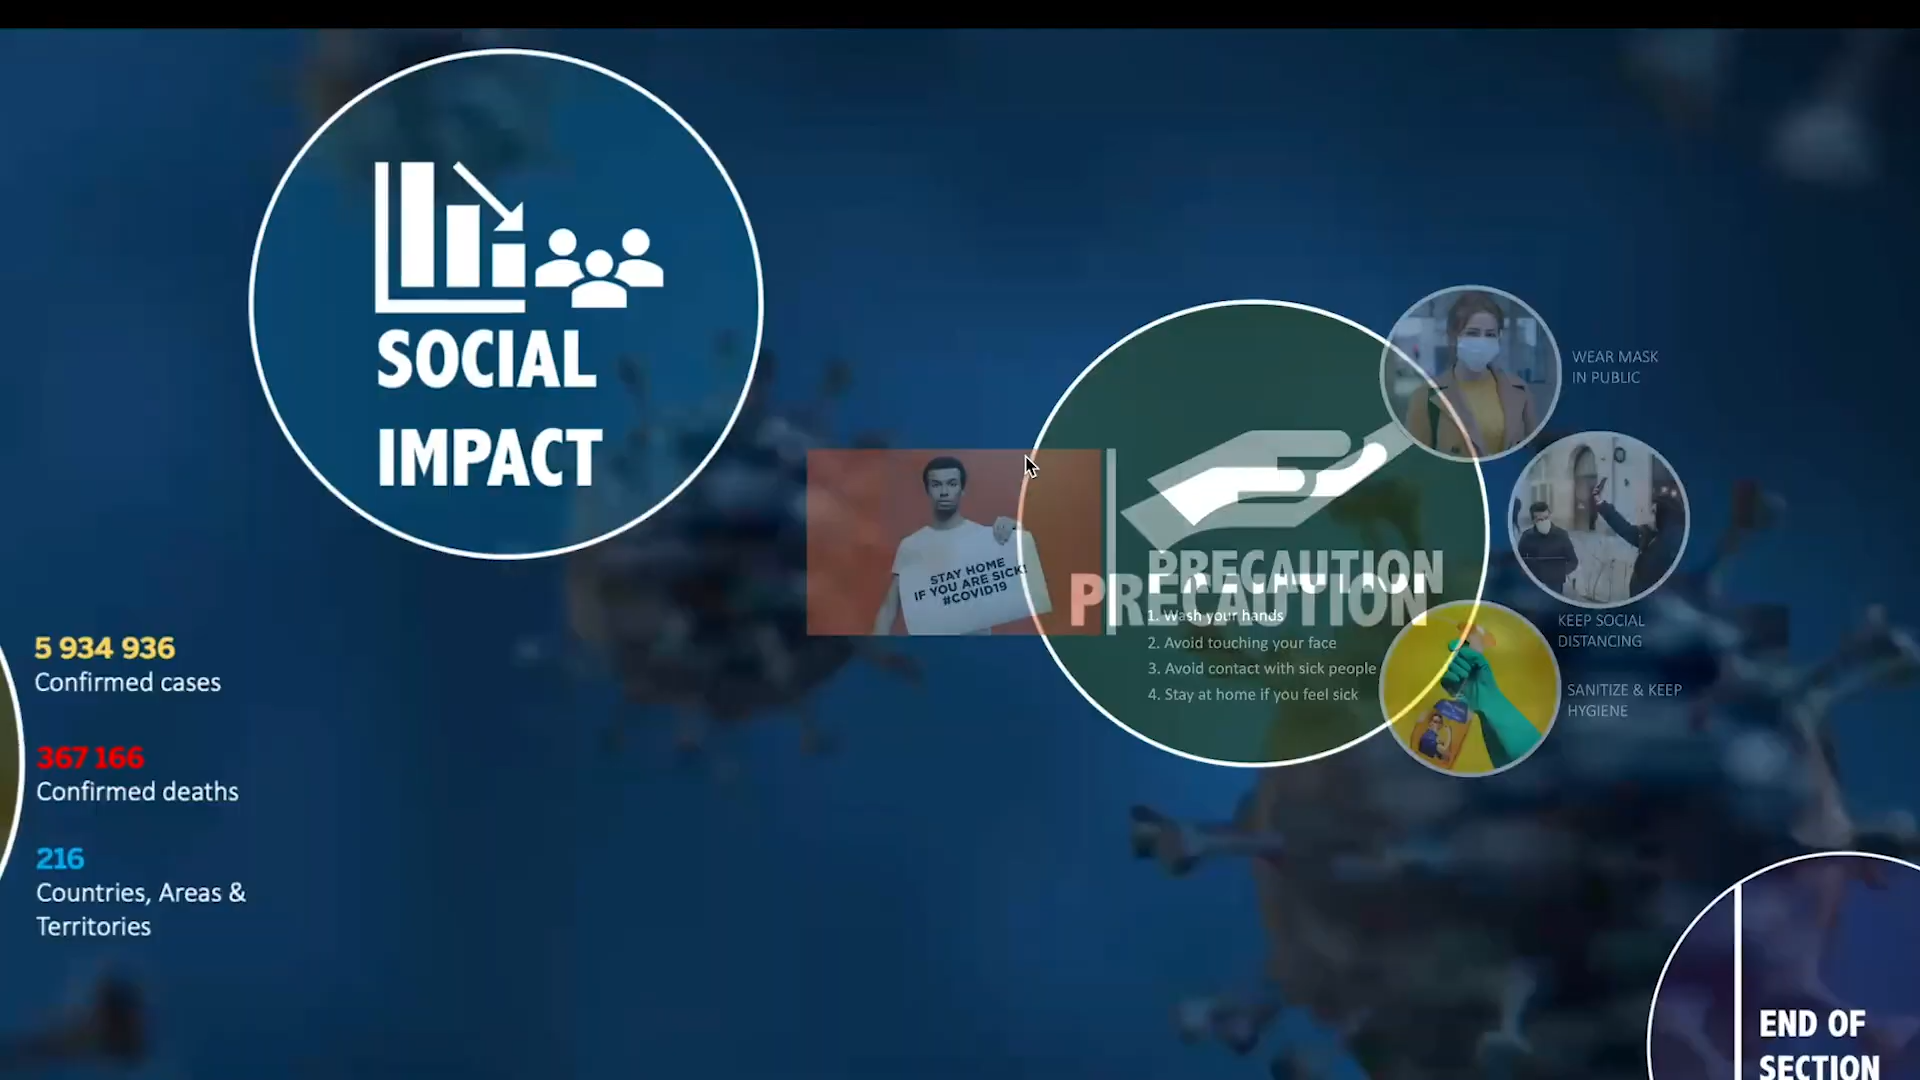 SOCIAL
IMPACT
5 934 936
Confirmed cases
367 166
Confirmed deaths
216
Countries, Areas &
Territories
STAY HOME
IF YOU ARE SICK!
#COVID19
PRECAUTION
PRECAUTION
1. Wash your hands
2. Avoid touching your face
3. Avoid contact with sick people
4. Stay at home if you feel sick
WEAR MASK
IN PUBLIC
KEEP SOCIAL
DISTANCING
SANITIZE & KEEP
HYGIENE
END OF
SECTION